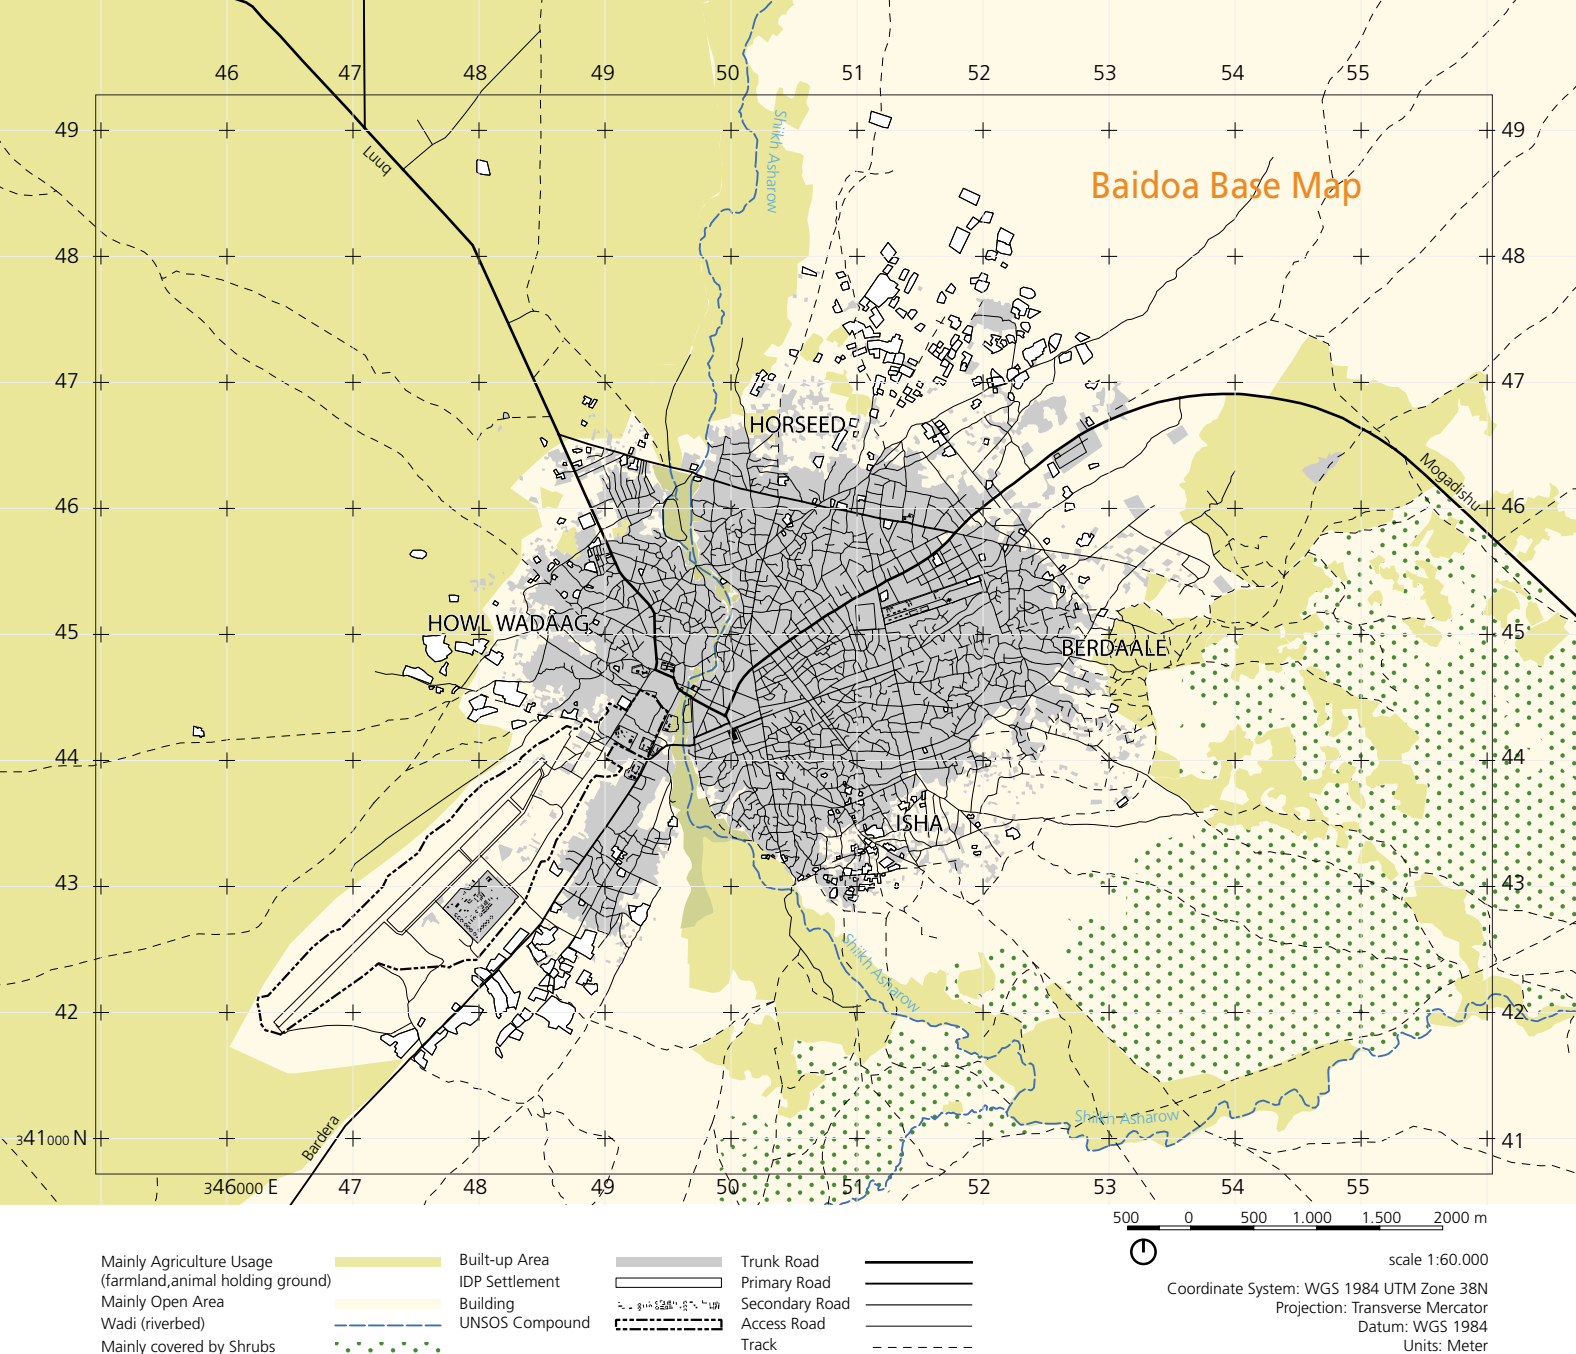 46 47 48 49 50 51 52 53 54 55
49 49
Luuq
Shiikh Asharow
Baidoa Base Map
48 48
47 47
HORSEED
Mogadishu
46 46
HOWL WADAAG
45 45
BERDAALE
44 44
ISHA
43 43
Shiikh Asharow
42 42
Shiikh Asharow
Bardera
341000 N 41
346000 E 47 48 49 50 51 52 53 54 55
500 0 500 1.000 1.500 2000 m
scale 1:60.000
Coordinate System: WGS 1984 UTM Zone 38N
Projection: Transverse Mercator
Datum: WGS 1984
Units: Meter
Mainly Agriculture Usage
(farmland,animal holding ground)
Mainly Open Area
Wadi (riverbed)
Mainly covered by Shrubs
Built-up Area
IDP Settlement
Building
UNSOS Compound
Trunk Road
Primary Road
Secondary Road
Access Road
Track